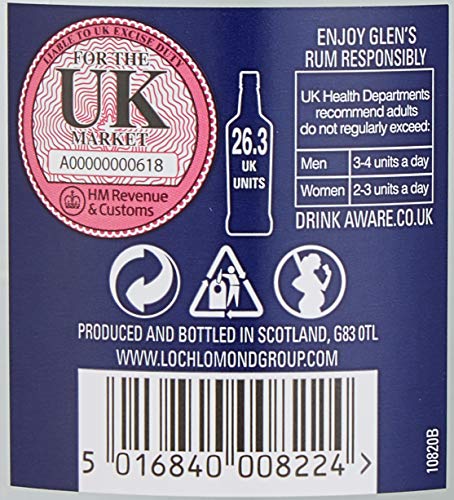 LIABLE TO UK EXCISE DUTY
FOR THE
UK
MARKET
A00000000618
HM Revenue
& Customs
26.3
UK
UNITS
ENJOY GLEN'S
RUM RESPONSIBLY
UK Health Departments
recommend adults
do not regularly exceed:
Men 3-4 units a day
Women 2-3 units a day
DRINK AWARE.CO.UK
PRODUCED AND BOTTLED IN SCOTLAND, G83 0TL
WWW.LOCHLOMONDGROUP.COM
5 016840 008224 >
10820B